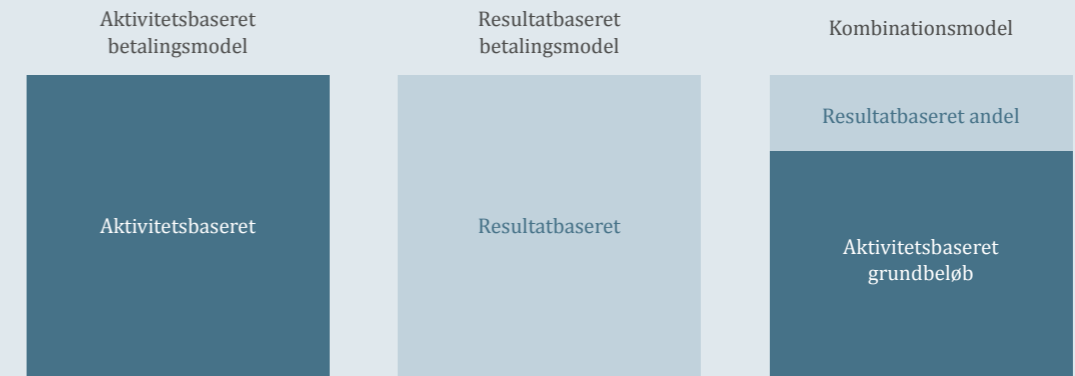 Aktivitetsbaseret
betalingsmodel
Resultatbaseret
betalingsmodel
Kombinationsmodel
Aktivitetsbaseret
Resultatbaseret
Resultatbaseret andel
Aktivitetsbaseret
grundbeløb